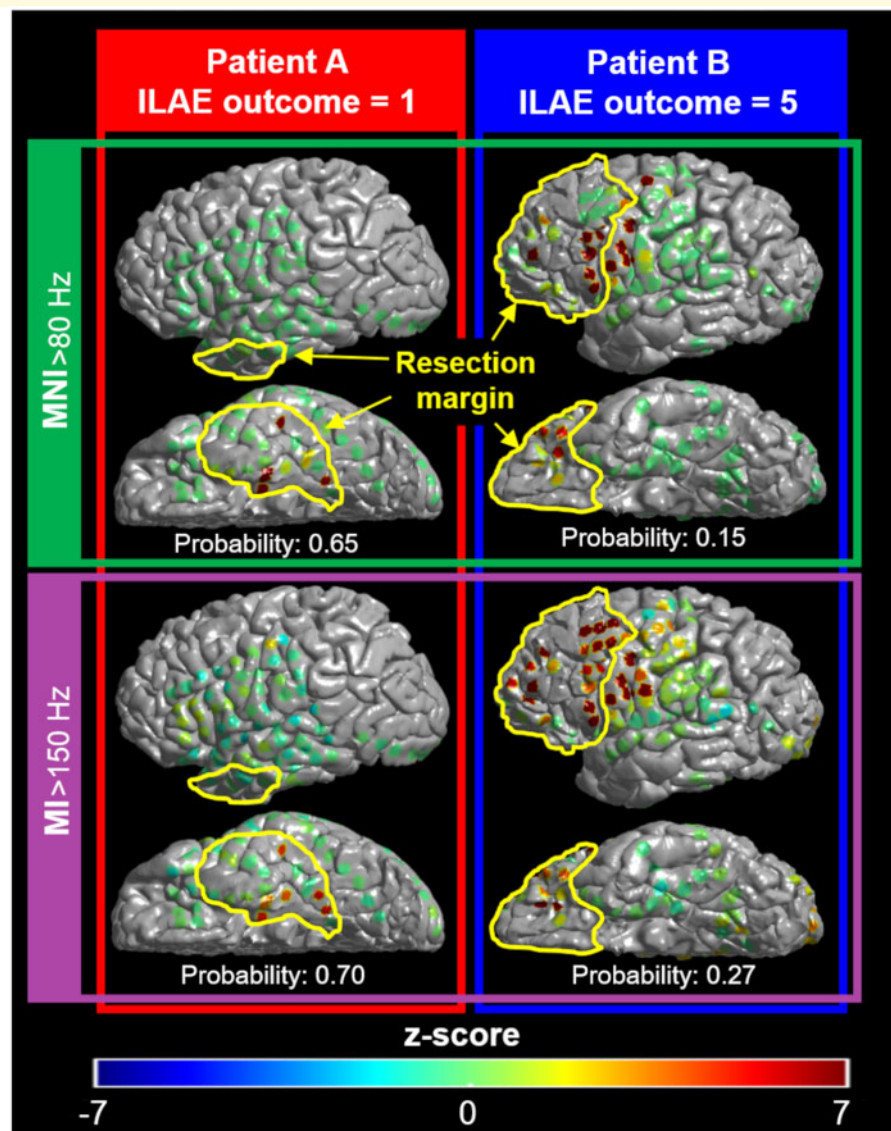 Patient A
ILAE outcome = 1
Patient B
ILAE outcome = 5
MNI>80 Hz
Resection
margin
Probability: 0.65
Probability: 0.15
MI>150 Hz
Probability: 0.70
Probability: 0.27
z-score
-7
0
7